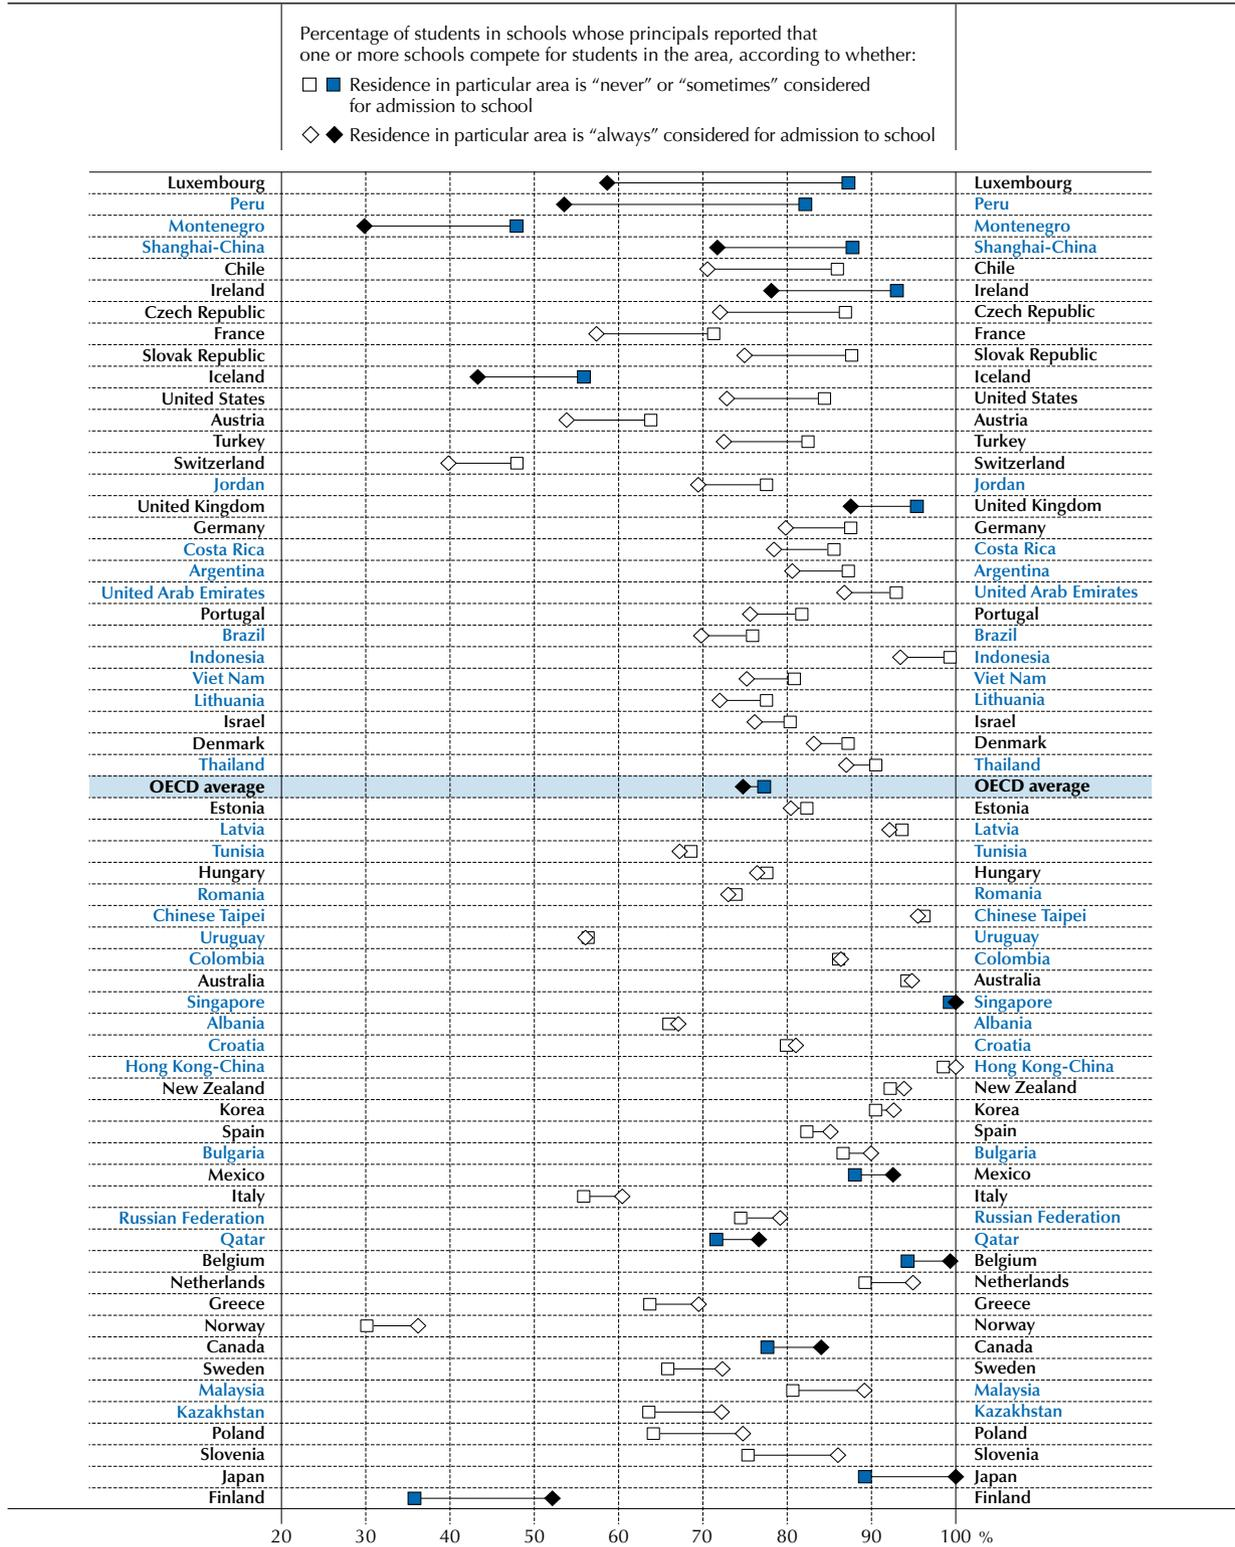 Percentage of students in schools whose principals reported that
one or more schools compete for students in the area, according to whether:
Residence in particular area is “never” or “sometimes” considered
for admission to school
Residence in particular area is “always” considered for admission to school
Luxembourg Luxembourg
Peru Peru
Montenegro Montenegro
Shanghai-China Shanghai-China
Chile Chile
Ireland Ireland
Czech Republic Czech Republic
France France
Slovak Republic Slovak Republic
Iceland Iceland
United States United States
Austria Austria
Turkey Turkey
Switzerland Switzerland
Jordan Jordan
United Kingdom United Kingdom
Germany Germany
Costa Rica Costa Rica
Argentina Argentina
United Arab Emirates United Arab Emirates
Portugal Portugal
Brazil Brazil
Indonesia Indonesia
Viet Nam Viet Nam
Lithuania Lithuania
Israel Israel
Denmark Denmark
Thailand Thailand
OECD average OECD average
Estonia Estonia
Latvia Latvia
Tunisia Tunisia
Hungary Hungary
Romania Romania
Chinese Taipei Chinese Taipei
Uruguay Uruguay
Colombia Colombia
Australia Australia
Singapore Singapore
Albania Albania
Croatia Croatia
Hong Kong-China Hong Kong-China
New Zealand New Zealand
Korea Korea
Spain Spain
Bulgaria Bulgaria
Mexico Mexico
Italy Italy
Russian Federation Russian Federation
Qatar Qatar
Belgium Belgium
Netherlands Netherlands
Greece Greece
Norway Norway
Canada Canada
Sweden Sweden
Malaysia Malaysia
Kazakhstan Kazakhstan
Poland Poland
Slovenia Slovenia
Japan Japan
Finland Finland
20 30 40 50 60 70 80 90 100 %